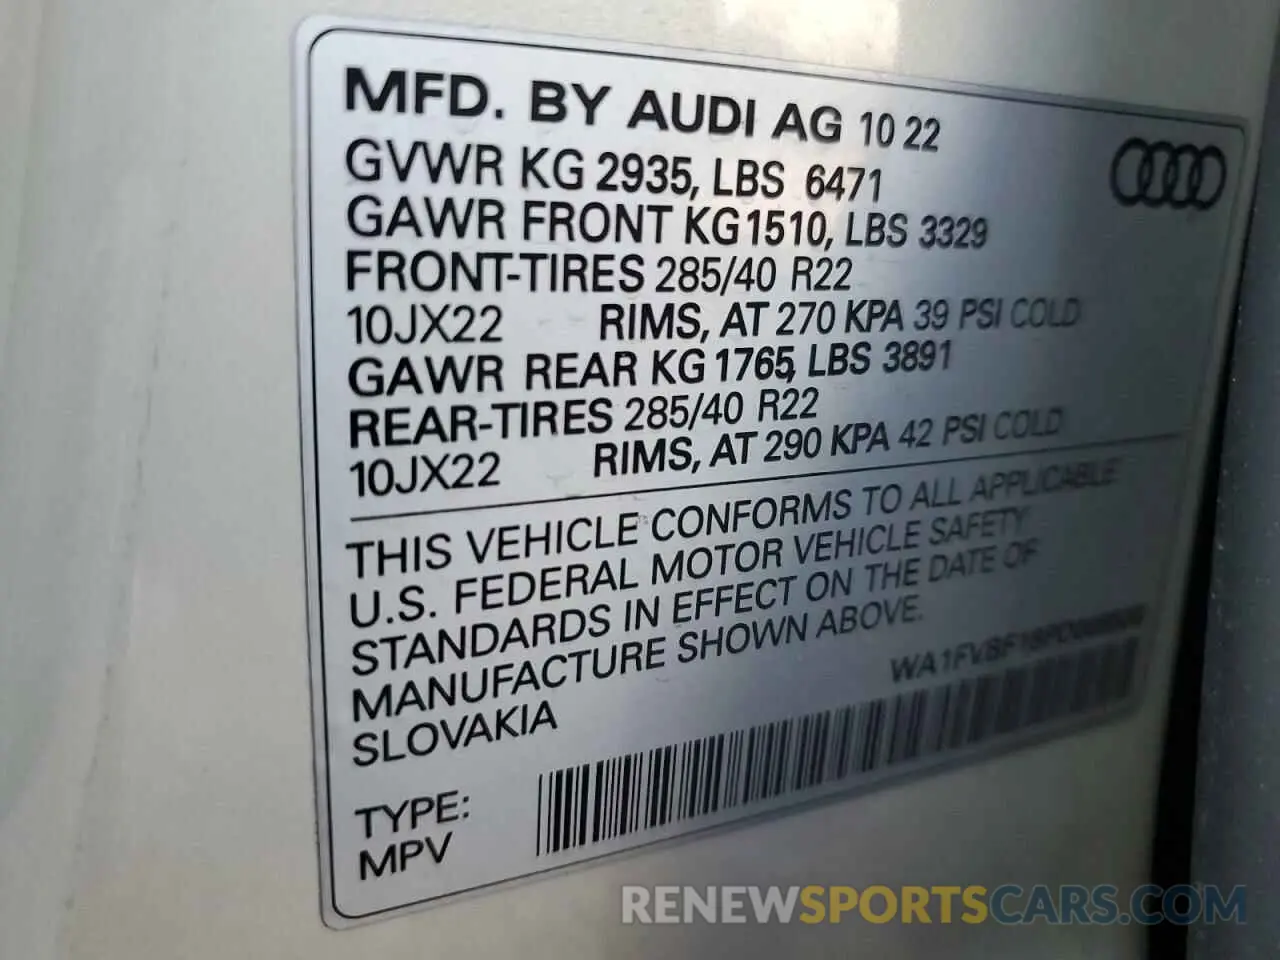 MFD. BY AUDI AG 10 22
GVWR KG 2935, LBS 6471
GAWR FRONT KG 1510, LBS 3329
FRONT-TIRES 285/40 R22
10JX22 RIMS, AT 270 KPA 39 PSI COLD
GAWR REAR KG 1765, LBS 3891
REAR-TIRES 285/40 R22
10JX22 RIMS, AT 290 KPA 42 PSI COLD
THIS VEHICLE CONFORMS TO ALL APPLICABLE
U.S. FEDERAL MOTOR VEHICLE SAFETY
STANDARDS IN EFFECT ON THE DATE OF
MANUFACTURE SHOWN ABOVE.
SLOVAKIA
TYPE:
MPV
RENEWSPORTSCARS.COM